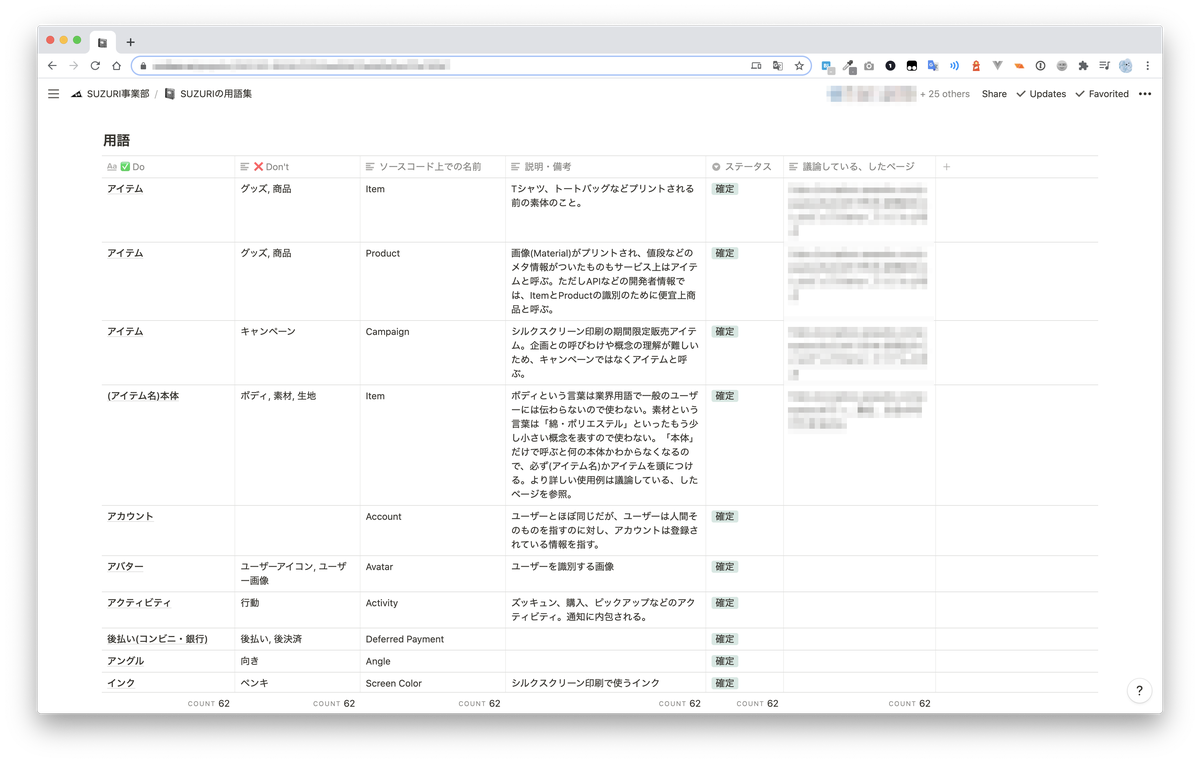 SUZURI事業部 / SUZURIの用語集
+ 25 others Share Updates Favorited •••
用語
Aa ✅ Do ❌ Don't ソースコード上での名前 説明・備考 ステータス 議論している、したページ +
アイテム グッズ, 商品 Item Tシャツ、トートバッグなどプリントされる 確定
前の素体のこと。
アイテム グッズ, 商品 Product 画像(Material)がプリントされ、値段などの 確定
メタ情報がついたものもサービス上はアイテ
ムと呼ぶ。ただしAPIなどの開発者情報で
は、ItemとProductの識別のために便宜上商
品と呼ぶ。
アイテム キャンペーン Campaign シルクスクリーン印刷の期間限定販売アイテ 確定
ム。企画との呼びわけや概念の理解が難しい
ため、キャンペーンではなくアイテムと呼
ぶ。
(アイテム名)本体 ボディ, 素材, 生地 Item ボディという言葉は業界用語で一般のユーザ 確定
ーには伝わらないので使わない。素材という
言葉は「綿・ポリエステル」といったもう少
し小さい概念を表すので使わない。「本体」
だけで呼ぶと何の本体かわからなくなるの
で、必ず(アイテム名)かアイテムを頭につけ
る。より詳しい使用例は議論している、した
ページを参照。
アカウント Account ユーザーとほぼ同じだが、ユーザーは人間そ 確定
のものを指すのに対し、アカウントは登録さ
れている情報を指す。
アバター ユーザーアイコン, ユーザ Avatar ユーザーを識別する画像 確定
ー画像
アクティビティ 行動 Activity ズッキュン、購入、ピックアップなどのアク 確定
ティビティ。通知に内包される。
後払い(コンビニ・銀行) 後払い, 後決済 Deferred Payment 確定
アングル 向き Angle 確定
インク ペンキ Screen Color シルクスクリーン印刷で使うインク 確定
COUNT 62 COUNT 62 COUNT 62 COUNT 62 COUNT 62 COUNT 62
?